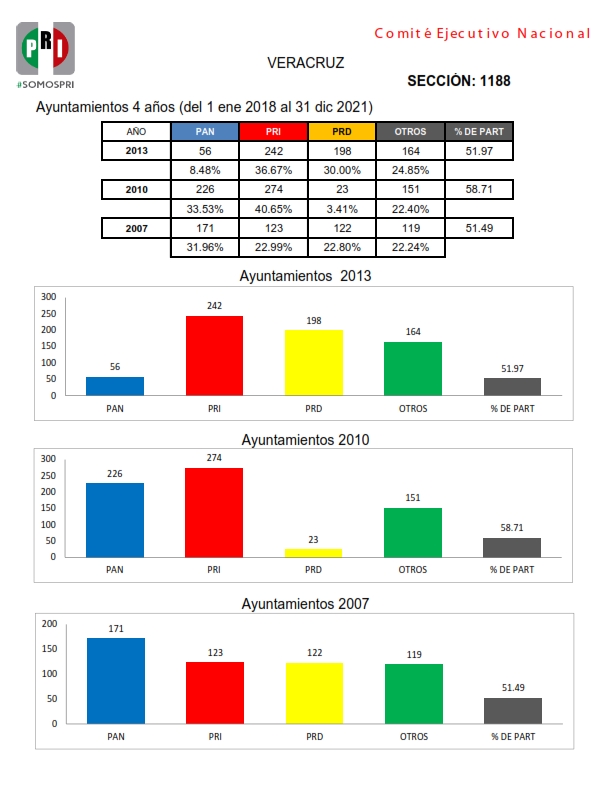 Comité Ejecutivo Nacional
PRI
#SOMOSPRI
VERACRUZ
SECCIÓN: 1188
Ayuntamientos 4 años (del 1 ene 2018 al 31 dic 2021)
AÑO PAN PRI PRD OTROS % DE PART
2013 56 242 198 164 51.97
8.48% 36.67% 30.00% 24.85%
2010 226 274 23 151 58.71
33.53% 40.65% 3.41% 22.40%
2007 171 123 122 119 51.49
31.96% 22.99% 22.80% 22.24%
Ayuntamientos 2013
300
250
200
150
100
50
0
56
242
198
164
51.97
PAN PRI PRD OTROS % DE PART
Ayuntamientos 2010
300
250
200
150
100
50
0
226
274
23
151
58.71
PAN PRI PRD OTROS % DE PART
Ayuntamientos 2007
200
150
100
50
0
171
123
122
119
51.49
PAN PRI PRD OTROS % DE PART